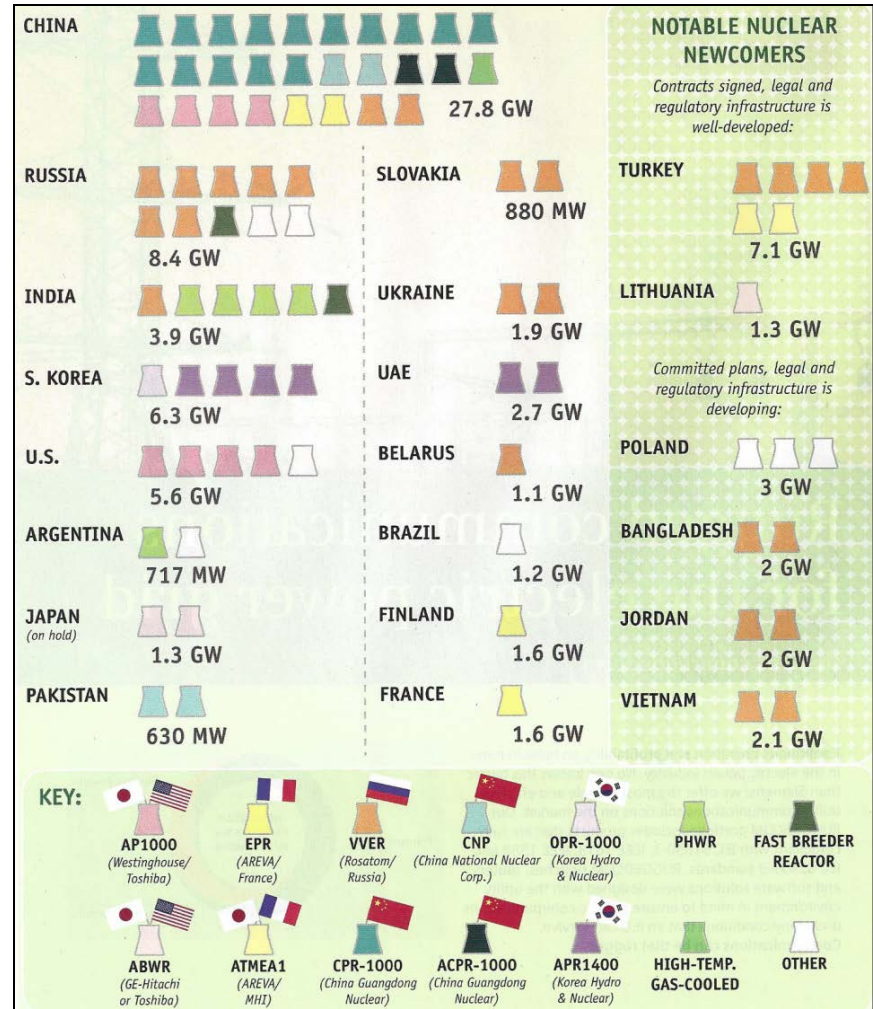 CHINA
27.8 GW
RUSSIA
8.4 GW
INDIA
3.9 GW
S. KOREA
6.3 GW
U.S.
5.6 GW
ARGENTINA
717 MW
JAPAN
(on hold)
1.3 GW
PAKISTAN
630 MW
SLOVAKIA
880 MW
UKRAINE
1.9 GW
UAE
2.7 GW
BELARUS
1.1 GW
BRAZIL
1.2 GW
FINLAND
1.6 GW
FRANCE
1.6 GW
NOTABLE NUCLEAR
NEWCOMERS
Contracts signed, legal and
regulatory infrastructure is
well-developed:
TURKEY
7.1 GW
LITHUANIA
1.3 GW
Committed plans, legal and
regulatory infrastructure is
developing:
POLAND
3 GW
BANGLADESH
2 GW
JORDAN
2 GW
VIETNAM
2.1 GW
KEY:
AP1000
(Westinghouse/
Toshiba)
EPR
(AREVA/
France)
VVER
(Rosatom/
Russia)
CNP
(China National Nuclear
Corp.)
OPR-1000
(Korea Hydro
& Nuclear)
PHWR
FAST BREEDER
REACTOR
ABWR
(GE-Hitachi
or Toshiba)
ATMEA1
(AREVA/
MHI)
CPR-1000
(China Guangdong
Nuclear)
ACPR-1000
(China Guangdong
Nuclear)
APR1400
(Korea Hydro
& Nuclear)
HIGH-TEMP.
GAS-COOLED
OTHER